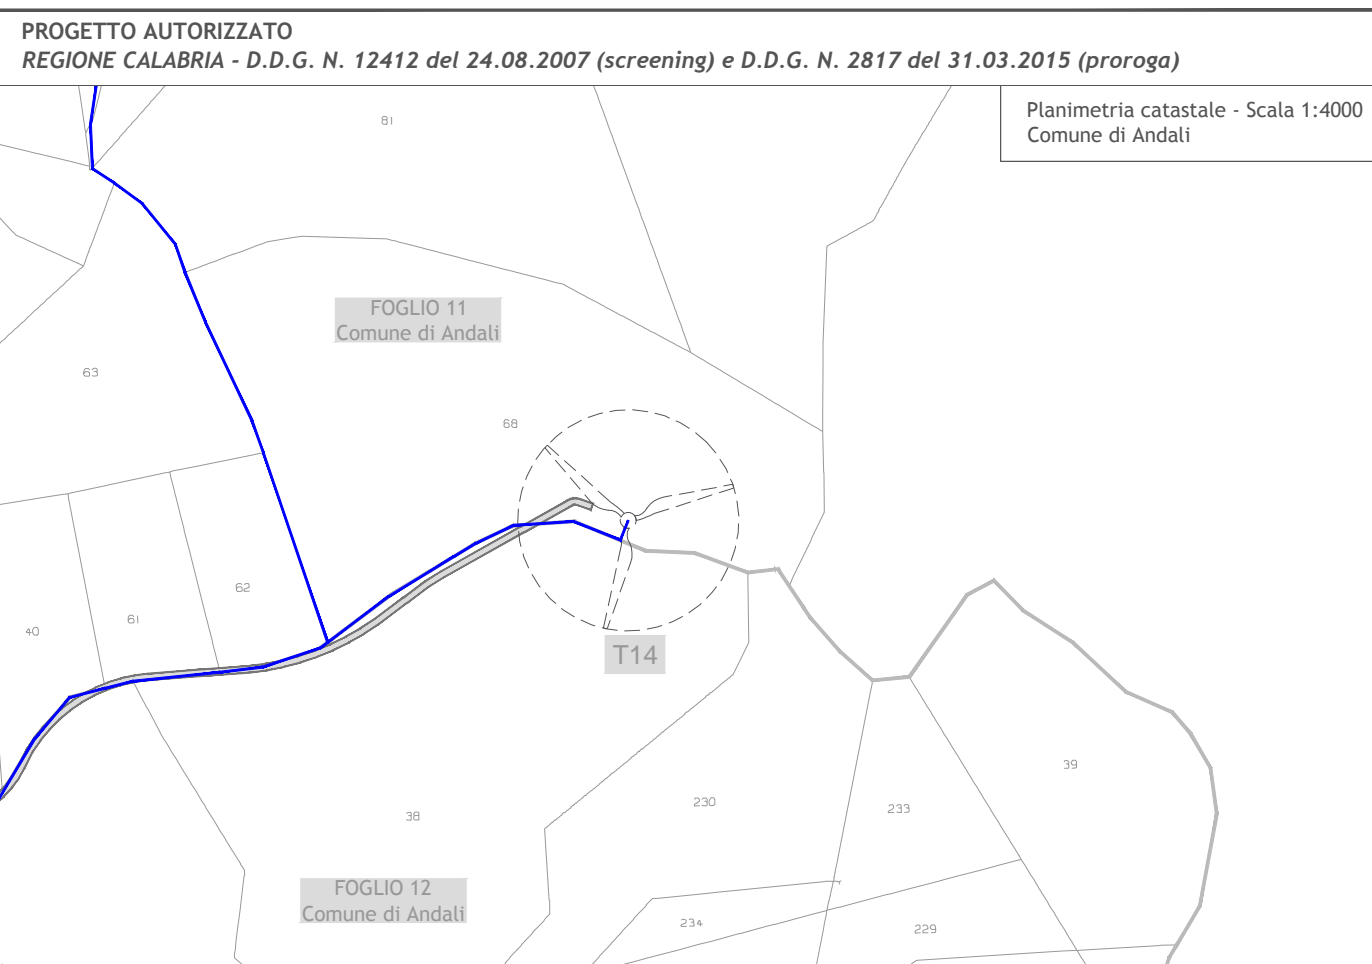 PROGETTO AUTORIZZATO
REGIONE CALABRIA - D.D.G. N. 12412 del 24.08.2007 (screening) e D.D.G. N. 2817 del 31.03.2015 (proroga)
Planimetria catastale - Scala 1:4000
Comune di Andali
81
FOGLIO 11
Comune di Andali
63
68
62
61
40
T14
39
230
233
38
FOGLIO 12
Comune di Andali
234
229